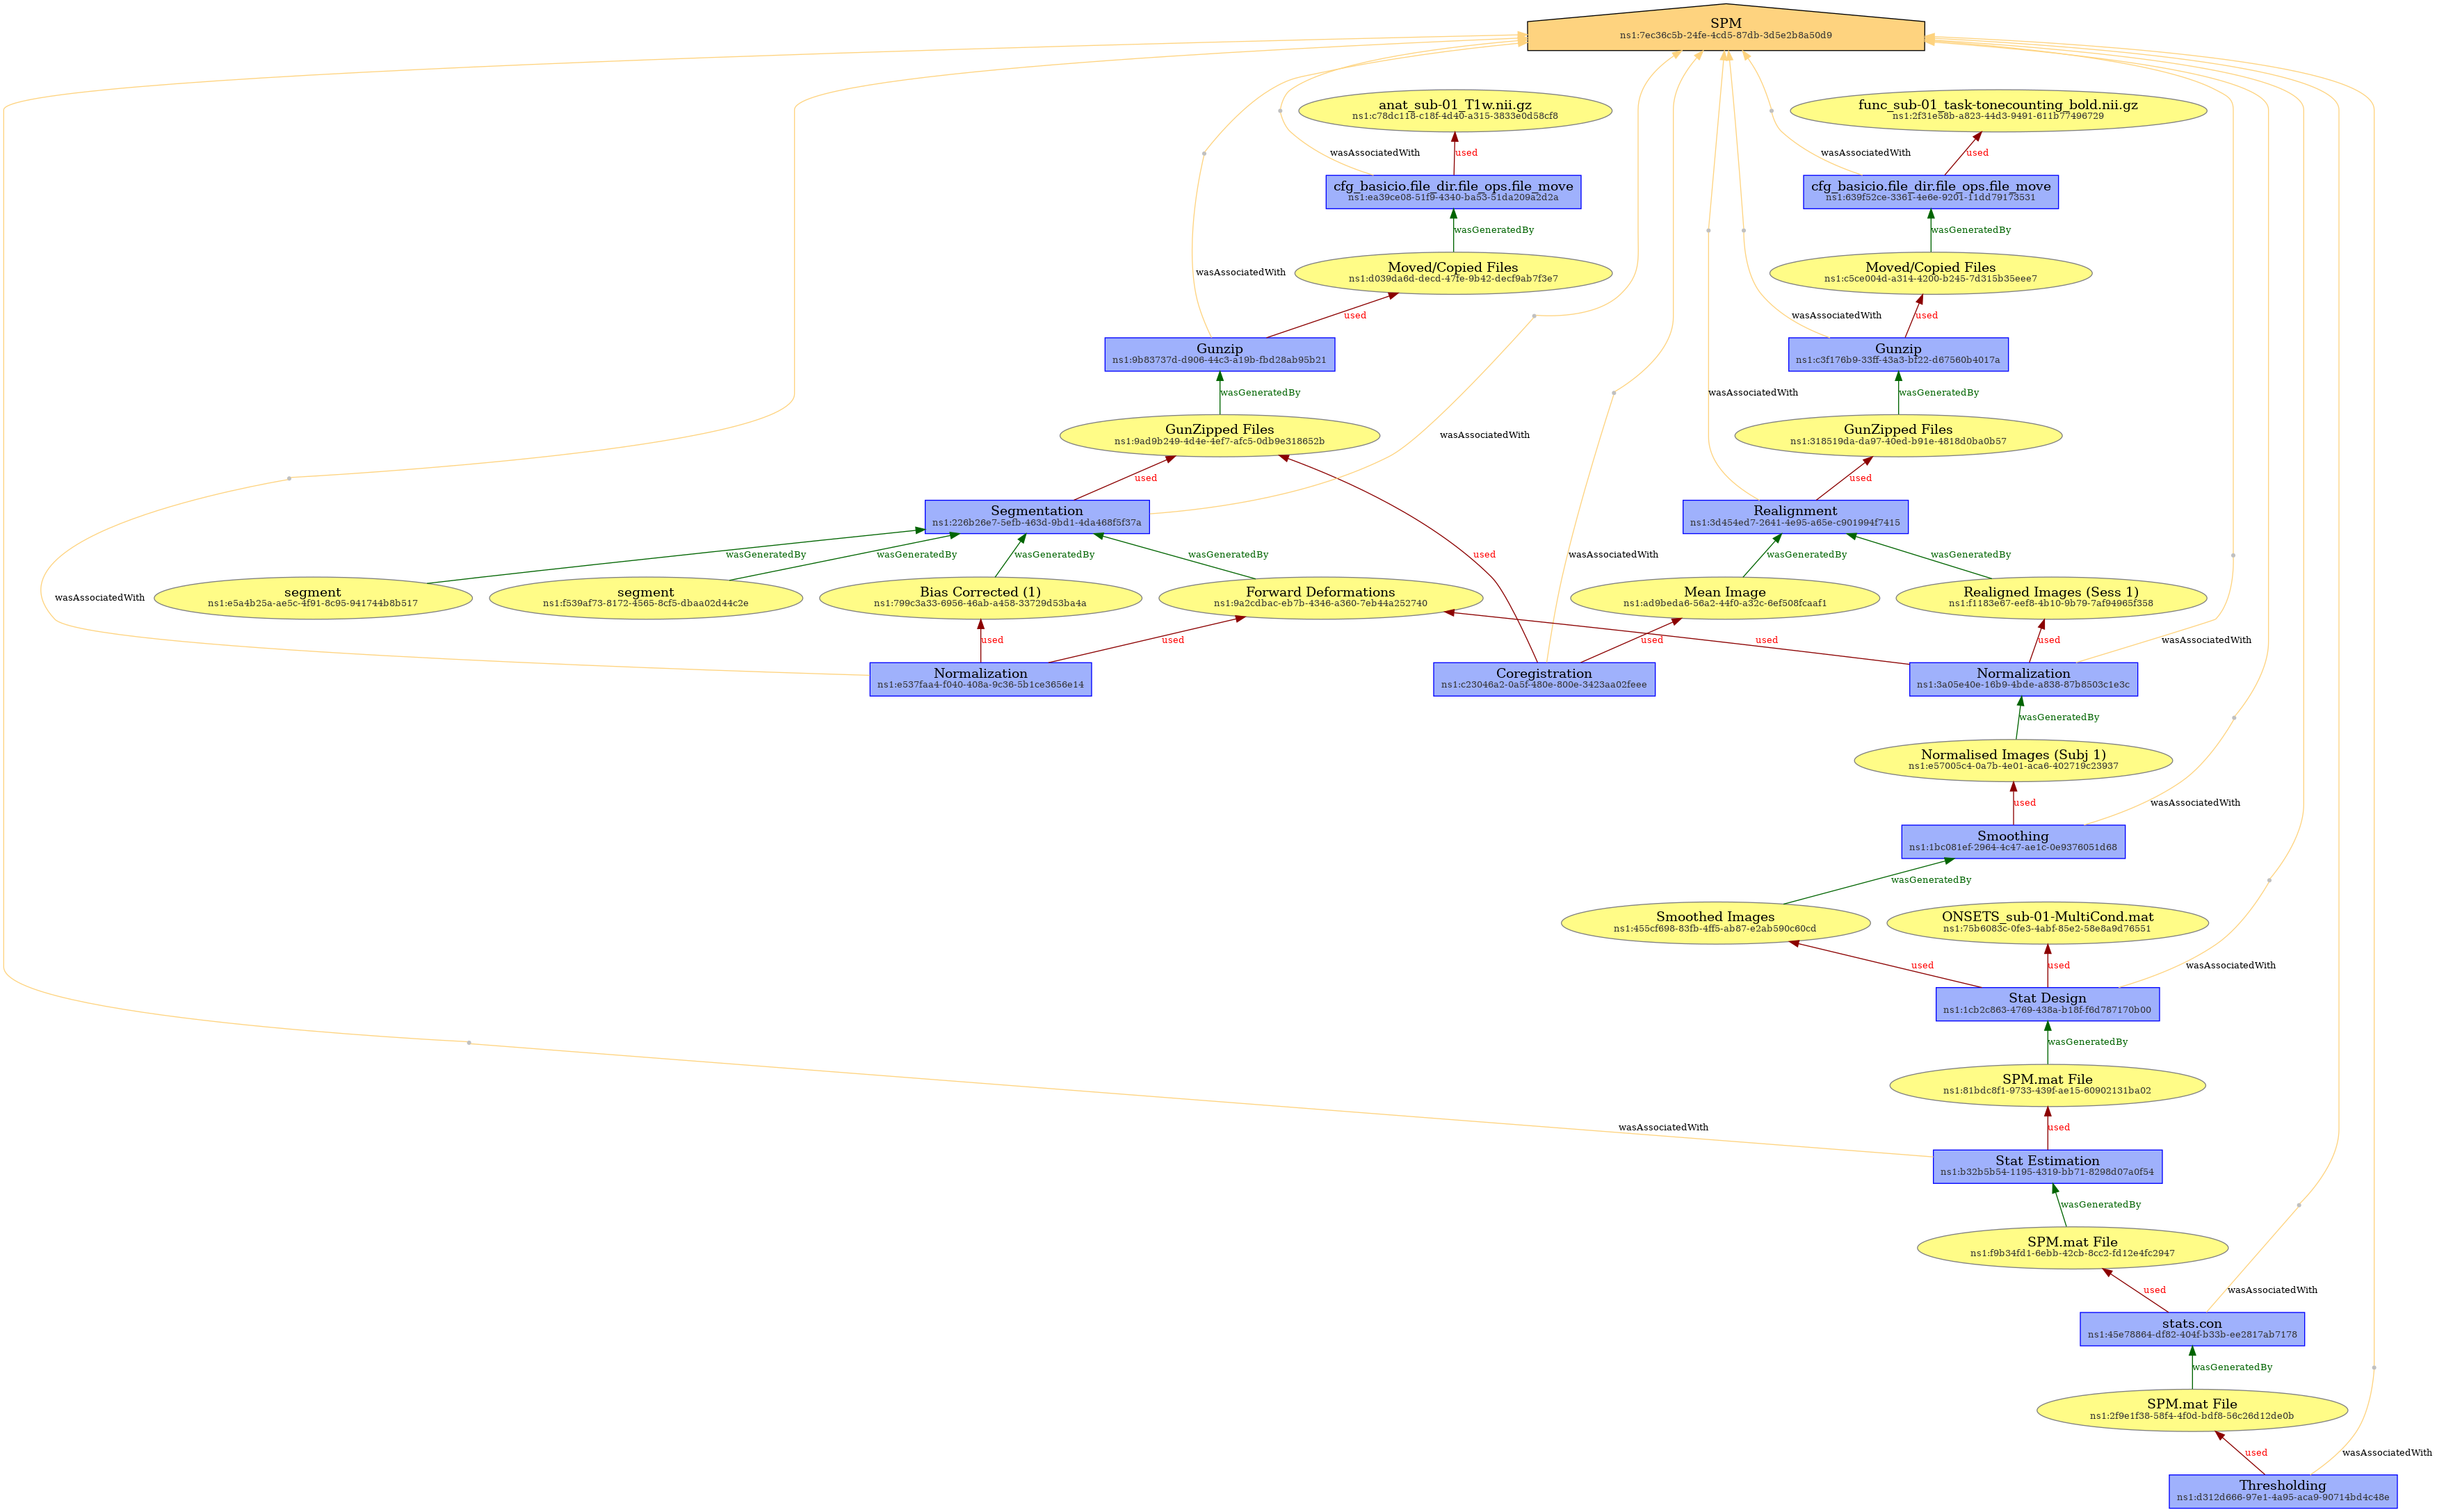 SPM
ns1:7ec36c5b-24fe-4cd5-87db-3d5e2b8a50d9
anat_sub-01_T1w.nii.gz
ns1:c78dc118-c18f-4d40-a315-3833e0d58cf8
func_sub-01_task-tonecounting_bold.nii.gz
ns1:2f31e58b-a823-44d3-9491-611b77496729
wasAssociatedWith
used
wasAssociatedWith
used
cfg_basicio.file_dir.file_ops.file_move
ns1:ea39ce08-51f9-4340-ba53-51da209a2d2a
cfg_basicio.file_dir.file_ops.file_move
ns1:639f52ce-3361-4e6e-9201-11dd79173531
wasGeneratedBy
wasGeneratedBy
wasAssociatedWith
Moved/Copied Files
ns1:d039da6d-decd-47fe-9b42-decf9ab7f3e7
Moved/Copied Files
ns1:c5ce004d-a314-4200-b245-7d315b35eee7
used
wasAssociatedWith
used
Gunzip
ns1:9b83737d-d906-44c3-a19b-fbd28ab95b21
Gunzip
ns1:c3f176b9-33ff-43a3-bf22-d67560b4017a
wasGeneratedBy
wasAssociatedWith
wasGeneratedBy
GunZipped Files
ns1:9ad9b249-4d4e-4ef7-afc5-0db9e318652b
wasAssociatedWith
GunZipped Files
ns1:318519da-da97-40ed-b91e-4818d0ba0b57
used
used
Segmentation
ns1:226b26e7-5efb-463d-9bd1-4da468f5f37a
Realignment
ns1:3d454ed7-2641-4e95-a65e-c901994f7415
wasGeneratedBy
wasGeneratedBy
wasGeneratedBy
wasGeneratedBy
used
wasAssociatedWith
wasGeneratedBy
wasGeneratedBy
wasAssociatedWith
segment
ns1:e5a4b25a-ae5c-4f91-8c95-941744b8b517
segment
ns1:f539af73-8172-4565-8cf5-dbaa02d44c2e
Bias Corrected (1)
ns1:799c3a33-6956-46ab-a458-33729d53ba4a
Forward Deformations
ns1:9a2cdbac-eb7b-4346-a360-7eb44a252740
Mean Image
ns1:ad9beda6-56a2-44f0-a32c-6ef508fcaaf1
Realigned Images (Sess 1)
ns1:f1183e67-eef8-4b10-9b79-7af94965f358
used
used
used
used
used
wasAssociatedWith
Normalization
ns1:e537faa4-f040-408a-9c36-5b1ce3656e14
Coregistration
ns1:c23046a2-0a5f-480e-800e-3423aa02feee
Normalization
ns1:3a05e40e-16b9-4bde-a838-87b8503c1e3c
wasGeneratedBy
Normalised Images (Subj 1)
ns1:e57005c4-0a7b-4e01-aca6-402719c23937
used
wasAssociatedWith
Smoothing
ns1:1bc081ef-2964-4c47-ae1c-0e9376051d68
wasGeneratedBy
Smoothed Images
ns1:455cf698-83fb-4ff5-ab87-e2ab590c60cd
ONSETS_sub-01-MultiCond.mat
ns1:75b6083c-0fe3-4abf-85e2-58e8a9d76551
used
used
wasAssociatedWith
Stat Design
ns1:1cb2c863-4769-438a-b18f-f6d787170b00
wasGeneratedBy
SPM.mat File
ns1:81bdc8f1-9733-439f-ae15-60902131ba02
wasAssociatedWith
used
Stat Estimation
ns1:b32b5b54-1195-4319-bb71-8298d07a0f54
wasGeneratedBy
SPM.mat File
ns1:f9b34fd1-6ebb-42cb-8cc2-fd12e4fc2947
used
wasAssociatedWith
stats.con
ns1:45e78864-df82-404f-b33b-ee2817ab7178
wasGeneratedBy
SPM.mat File
ns1:2f9e1f38-58f4-4f0d-bdf8-56c26d12de0b
used
wasAssociatedWith
Thresholding
ns1:d312d666-97e1-4a95-aca9-90714bd4c48e